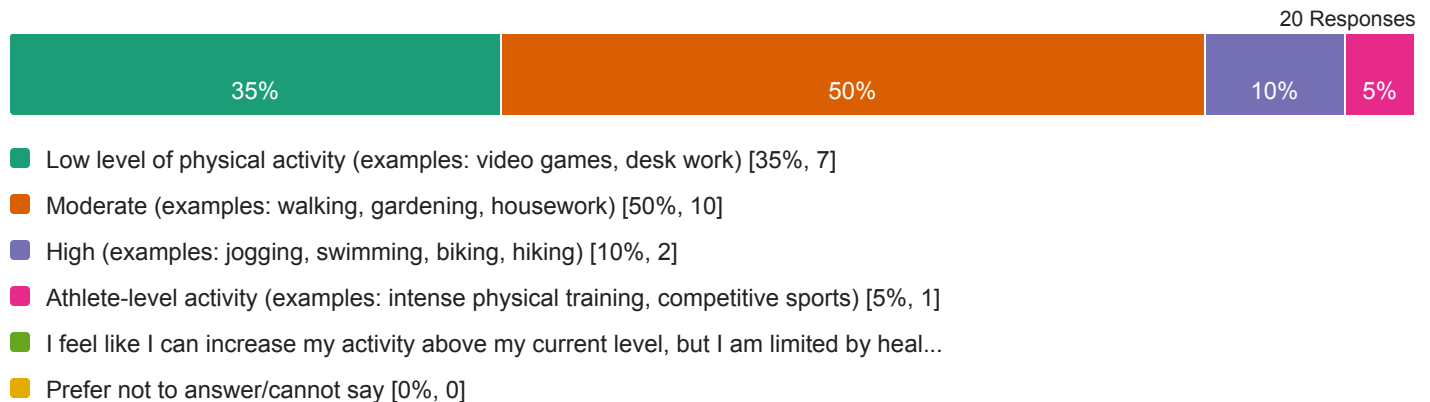 20 Responses
35% 50% 10% 5%
Low level of physical activity (examples: video games, desk work) [35%, 7]
Moderate (examples: walking, gardening, housework) [50%, 10]
High (examples: jogging, swimming, biking, hiking) [10%, 2]
Athlete-level activity (examples: intense physical training, competitive sports) [5%, 1]
I feel like I can increase my activity above my current level, but I am limited by heal...
Prefer not to answer/cannot say [0%, 0]